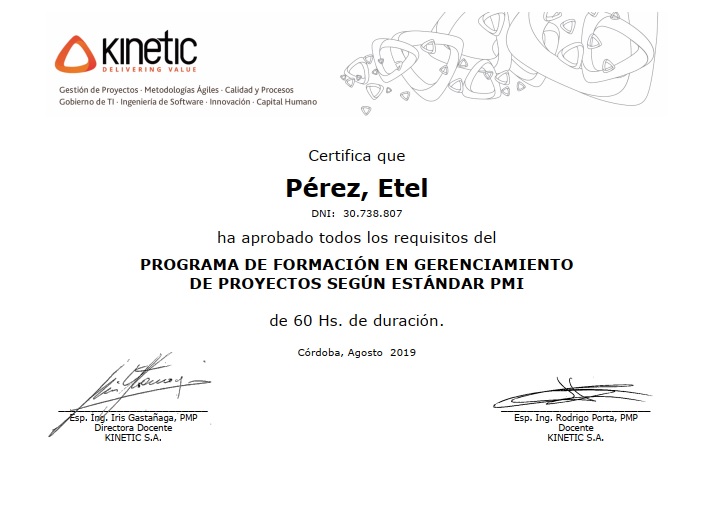 KINETIC
DELIVERING VALUE
Gestión de Proyectos · Metodologías Ágiles · Calidad y Procesos
Gobierno de TI · Ingeniería de Software · Innovación · Capital Humano
Certifica que
Pérez, Etel
DNI: 30.738.807
ha aprobado todos los requisitos del
PROGRAMA DE FORMACIÓN EN GERENCIAMIENTO
DE PROYECTOS SEGÚN ESTÁNDAR PMI
de 60 Hs. de duración.
Córdoba, Agosto 2019
Esp. Ing. Iris Gastañaga, PMP
Directora Docente
KINETIC S.A.
Esp. Ing. Rodrigo Porta, PMP
Docente
KINETIC S.A.